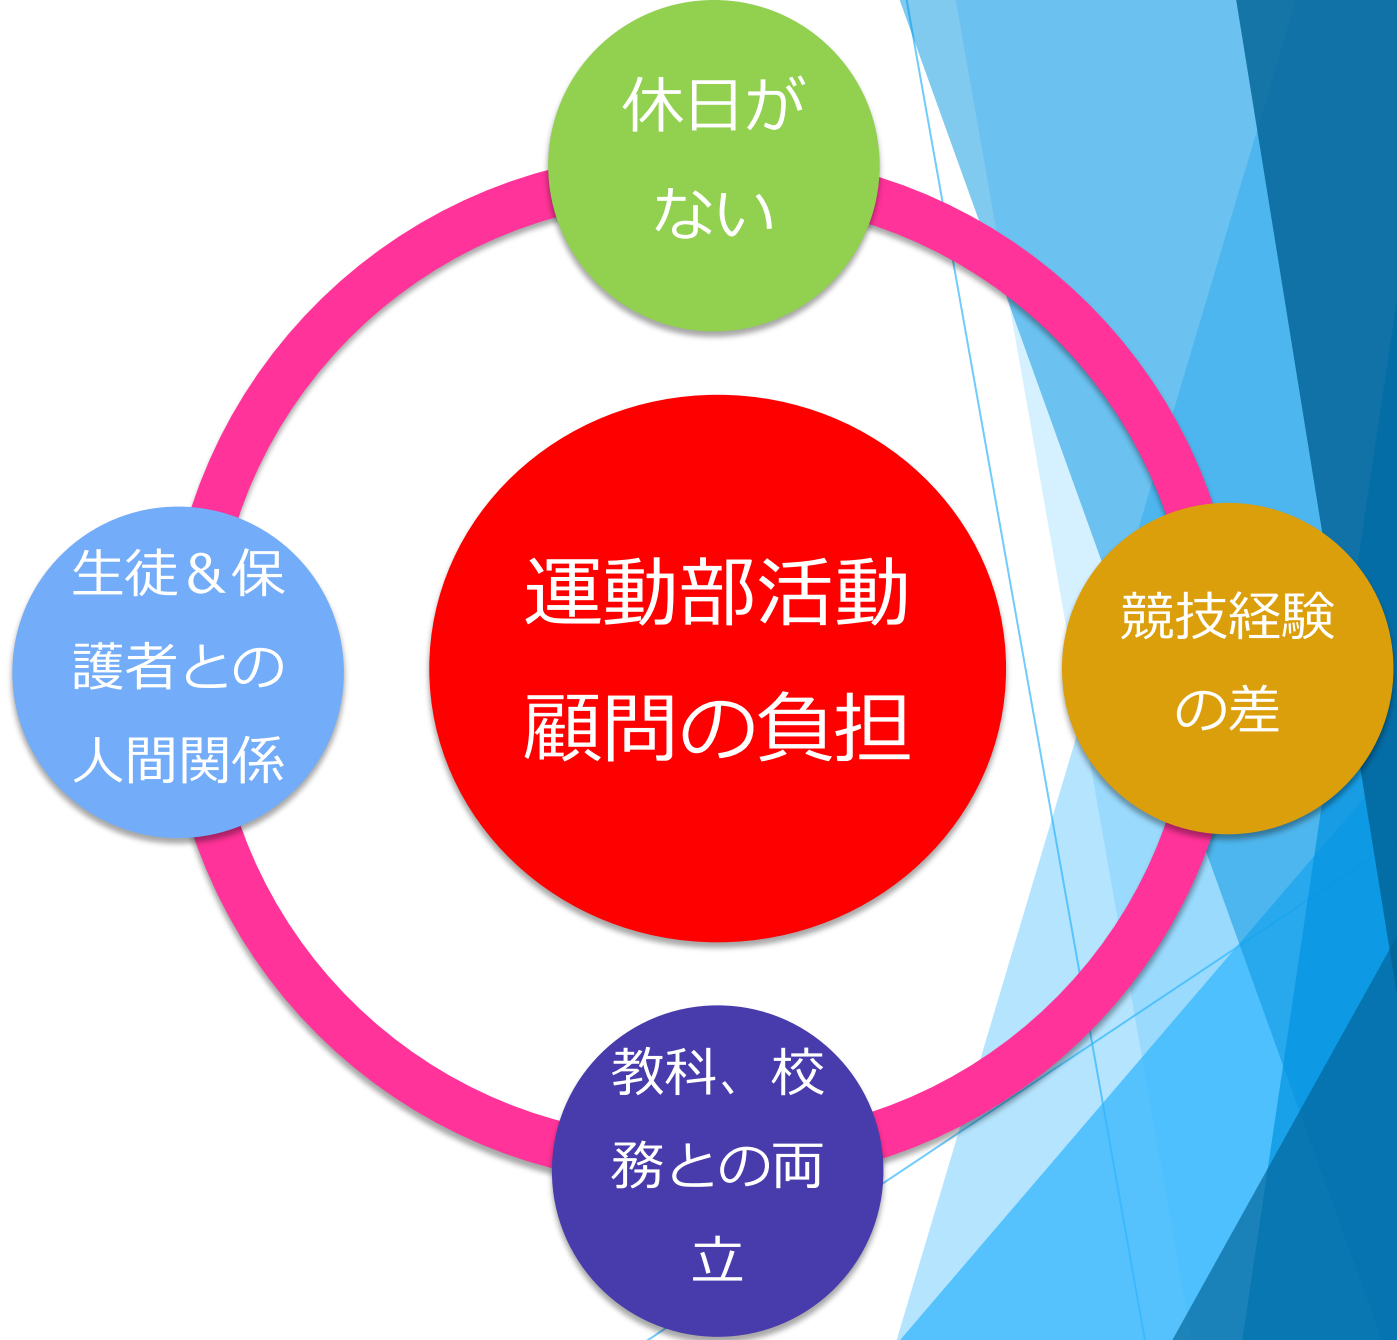 休日が
ない
運動部活動
顧問の負担
競技経験
の差
教科、校
務との両
立
生徒＆保
護者との
人間関係